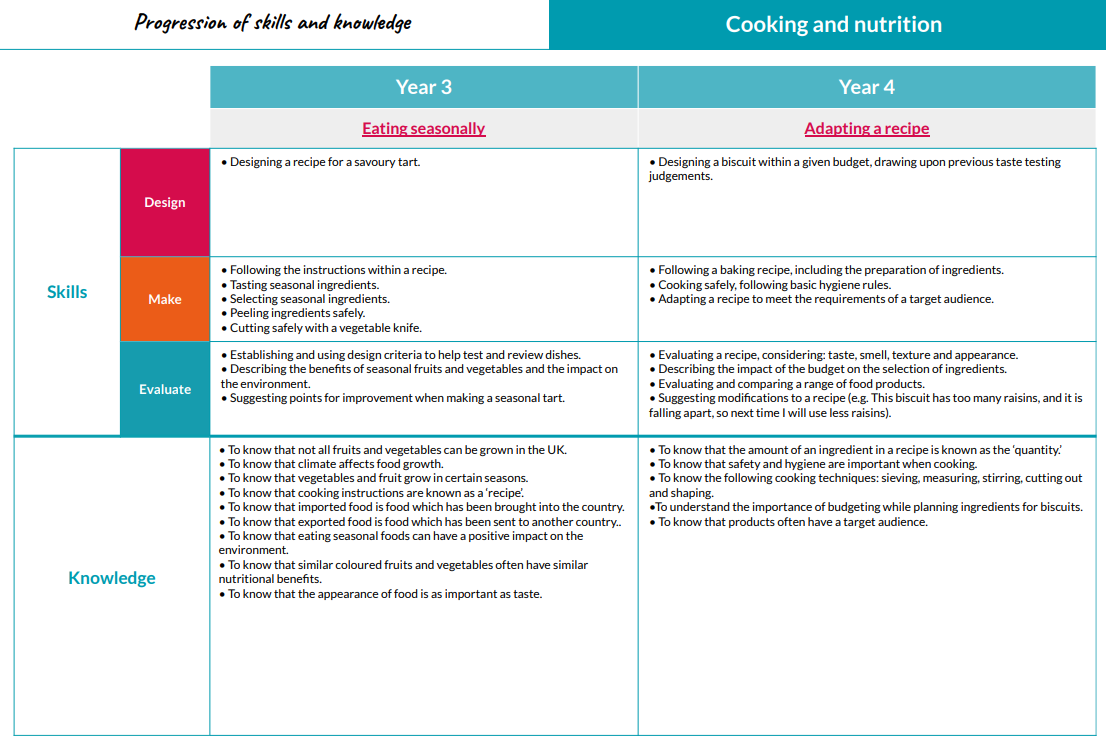 Progression of skills and knowledge
Cooking and nutrition
Year 3
Year 4
Eating seasonally
Adapting a recipe
Skills
Design
• Designing a recipe for a savoury tart.
• Designing a biscuit within a given budget, drawing upon previous taste testing
judgements.
Make
• Following the instructions within a recipe.
• Tasting seasonal ingredients.
• Selecting seasonal ingredients.
• Peeling ingredients safely.
• Cutting safely with a vegetable knife.
• Following a baking recipe, including the preparation of ingredients.
• Cooking safely, following basic hygiene rules.
• Adapting a recipe to meet the requirements of a target audience.
Evaluate
• Establishing and using design criteria to help test and review dishes.
• Describing the benefits of seasonal fruits and vegetables and the impact on
the environment.
• Suggesting points for improvement when making a seasonal tart.
• Evaluating a recipe, considering: taste, smell, texture and appearance.
• Describing the impact of the budget on the selection of ingredients.
• Evaluating and comparing a range of food products.
• Suggesting modifications to a recipe (e.g. This biscuit has too many raisins, and it is
falling apart, so next time I will use less raisins).
Knowledge
• To know that not all fruits and vegetables can be grown in the UK.
• To know that climate affects food growth.
• To know that vegetables and fruit grow in certain seasons.
• To know that cooking instructions are known as a ‘recipe’.
• To know that imported food is food which has been brought into the country.
• To know that exported food is food which has been sent to another country..
• To know that eating seasonal foods can have a positive impact on the
environment.
• To know that similar coloured fruits and vegetables often have similar
nutritional benefits.
• To know that the appearance of food is as important as taste.
• To know that the amount of an ingredient in a recipe is known as the ‘quantity.’
• To know that safety and hygiene are important when cooking.
• To know the following cooking techniques: sieving, measuring, stirring, cutting out
and shaping.
•To understand the importance of budgeting while planning ingredients for biscuits.
• To know that products often have a target audience.